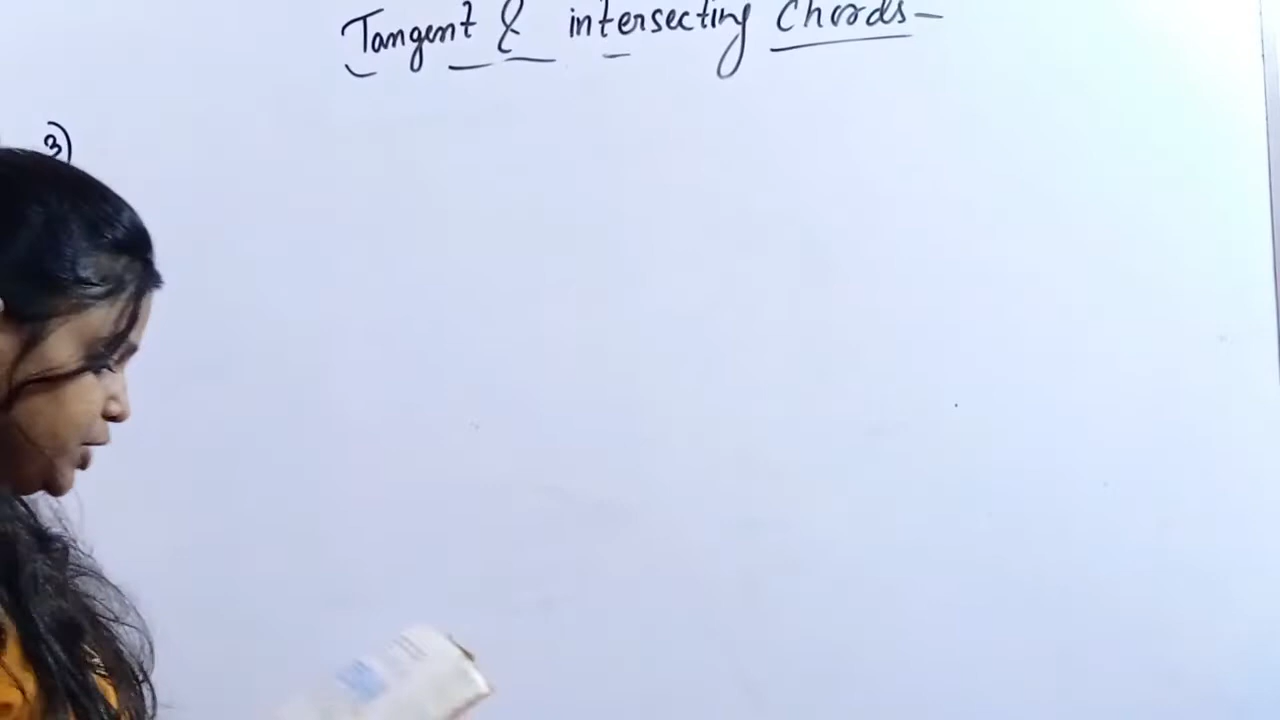 Tangent & intersecting Chords -
3)